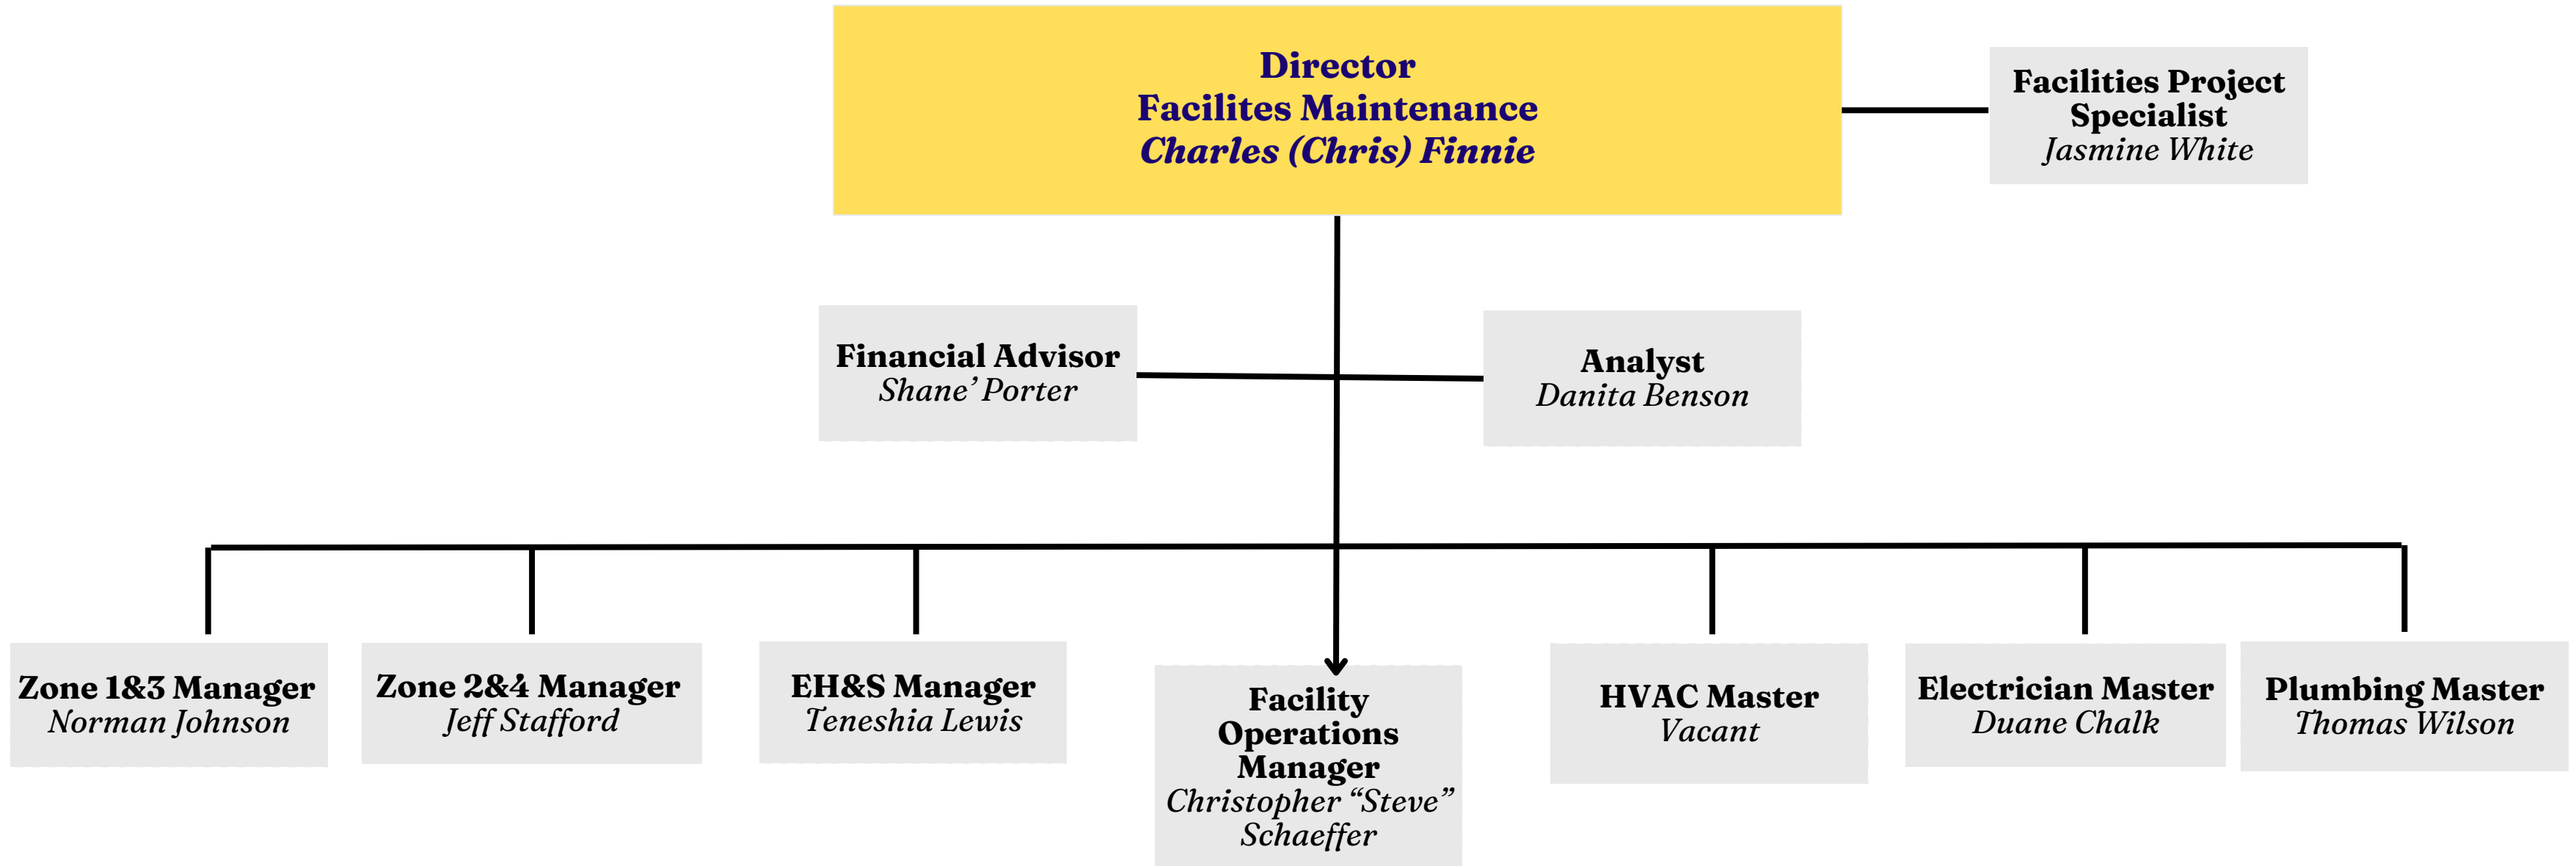 Director
Facilites Maintenance
Charles (Chris) Finnie
Facilities Project
Specialist
Jasmine White
Financial Advisor
Shane’ Porter
Analyst
Danita Benson
Zone 1&3 Manager
Norman Johnson
Zone 2&4 Manager
Jeff Stafford
EH&S Manager
Teneshia Lewis
Facility
Operations
Manager
Christopher “Steve”
Schaeffer
HVAC Master
Vacant
Electrician Master
Duane Chalk
Plumbing Master
Thomas Wilson